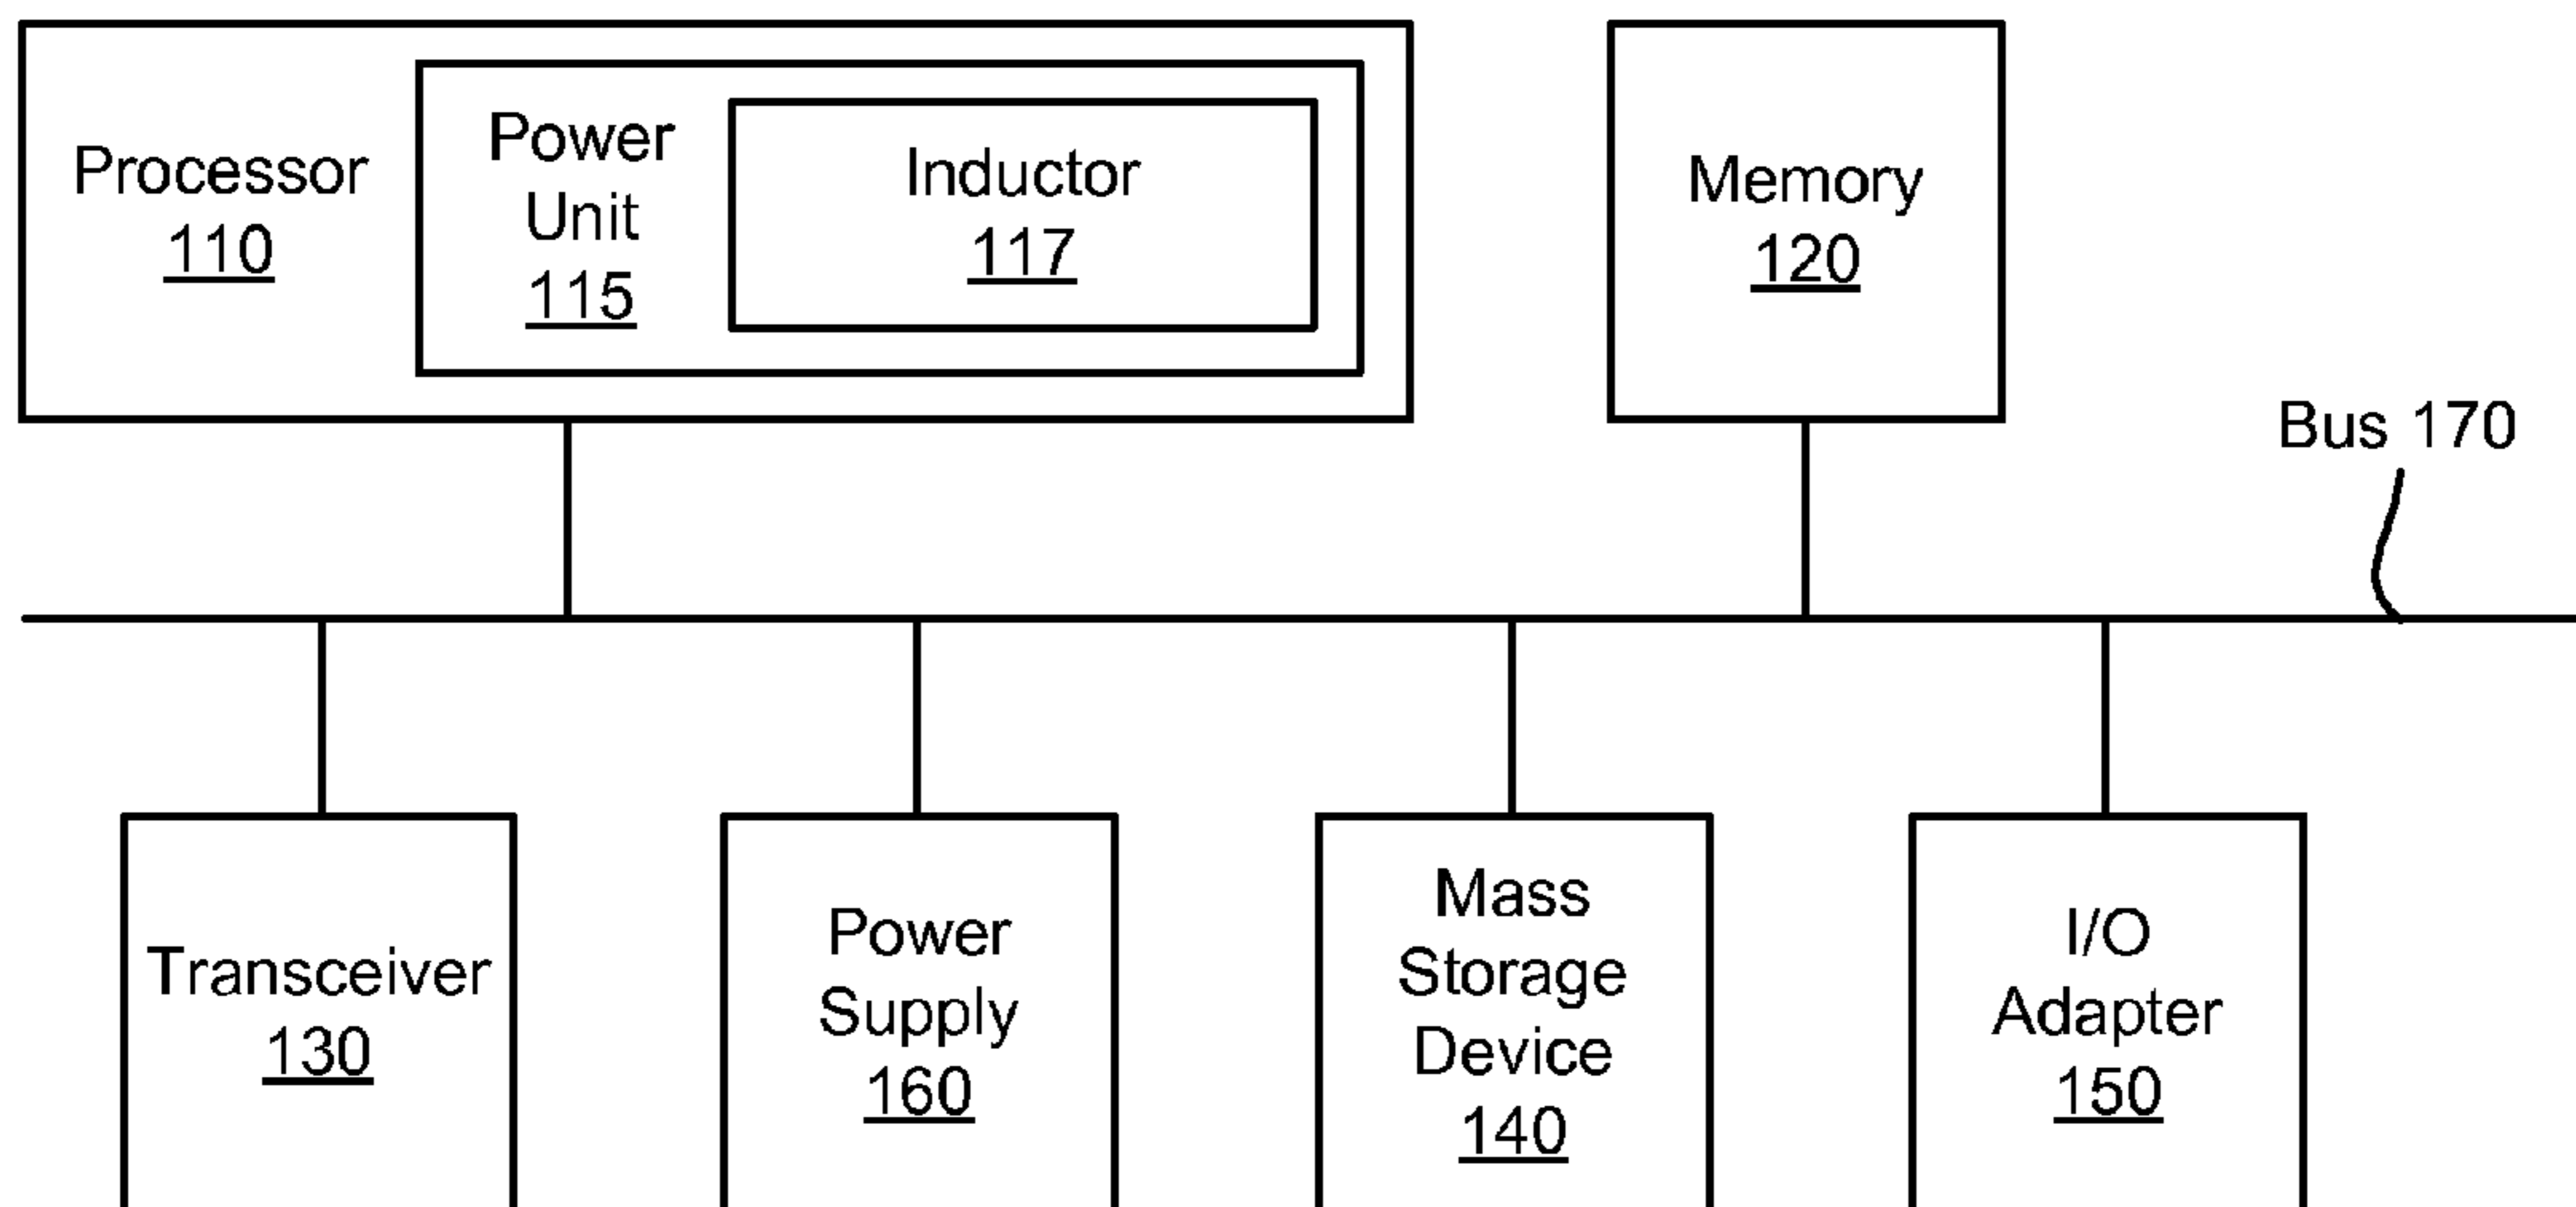 Processor
110
Power
Unit
115
Inductor
117
Memory
120
Bus 170
Transceiver
130
Power
Supply
160
Mass
Storage
Device
140
I/O
Adapter
150